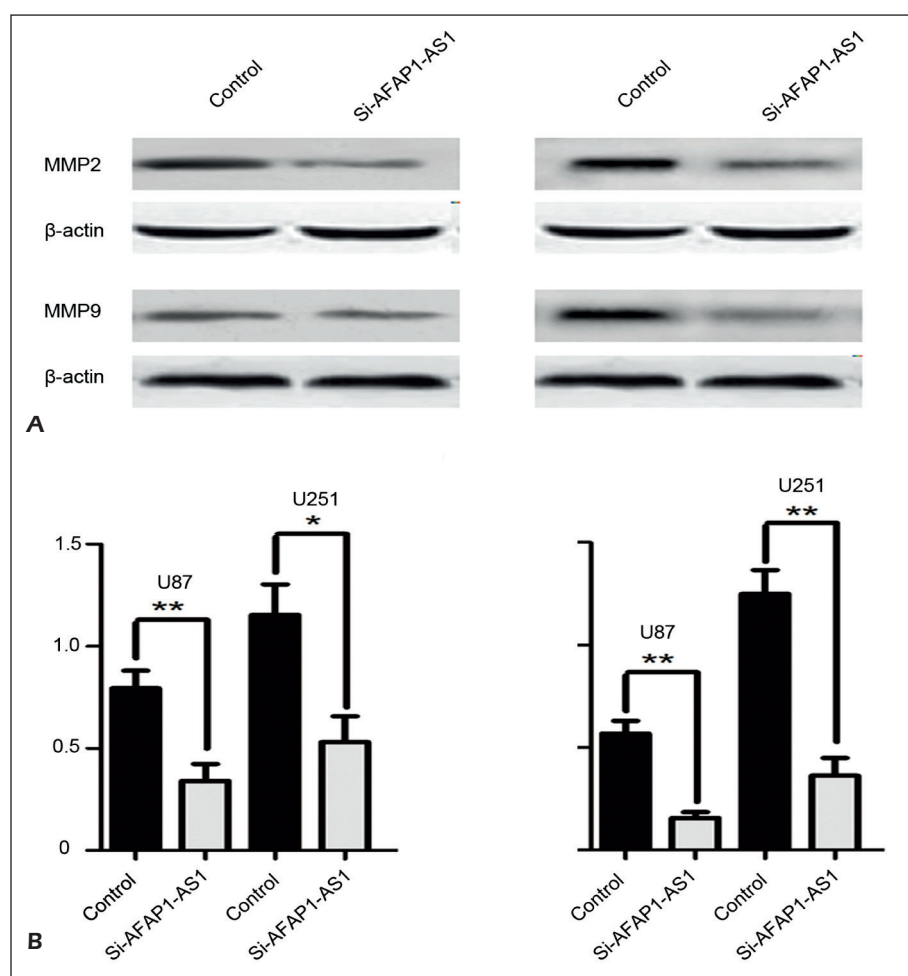 Control Si-AFAP1-AS1 Control Si-AFAP1-AS1
MMP2
β-actin
MMP9
β-actin
A
U251 U251
* **
1.5
U87
**
U87
**
1.0
0.5
0
Control Si-AFAP1-AS1 Control Si-AFAP1-AS1 Control Si-AFAP1-AS1 Control Si-AFAP1-AS1
B